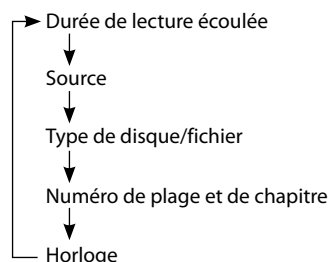 Durée de lecture écoulée
Source
Type de disque/fichier
Numéro de plage et de chapitre
Horloge